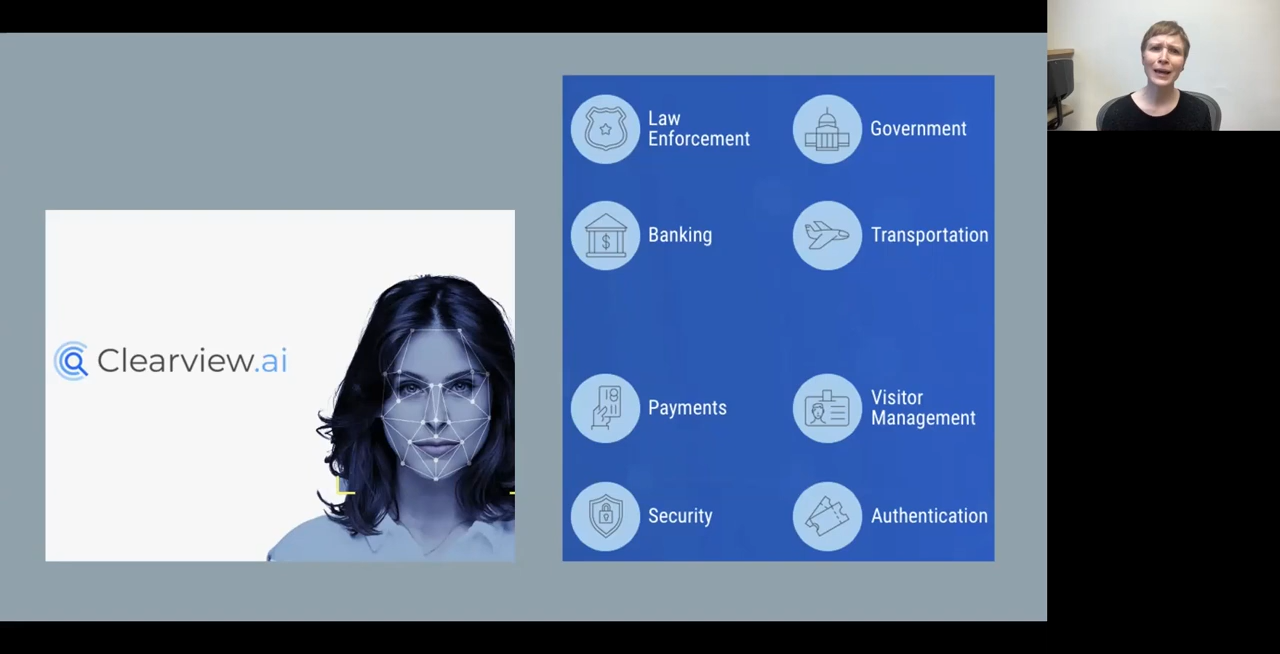 Clearview.ai
Law
Enforcement
Government
Banking
Transportation
Payments
Visitor
Management
Security
Authentication